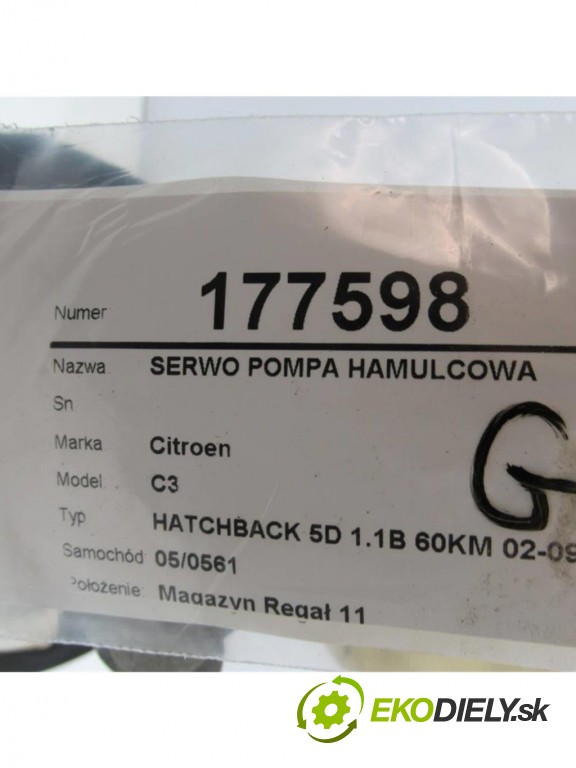 Numer 177598
Nazwa SERWO POMPA HAMULCOWA
Sn
Marka Citroen
Model C3
Typ HATCHBACK 5D 1.1B 60KM 02-09
Samochód 05/0561
Położenie: Magazyn Regał 11
G
EKODIELY.sk